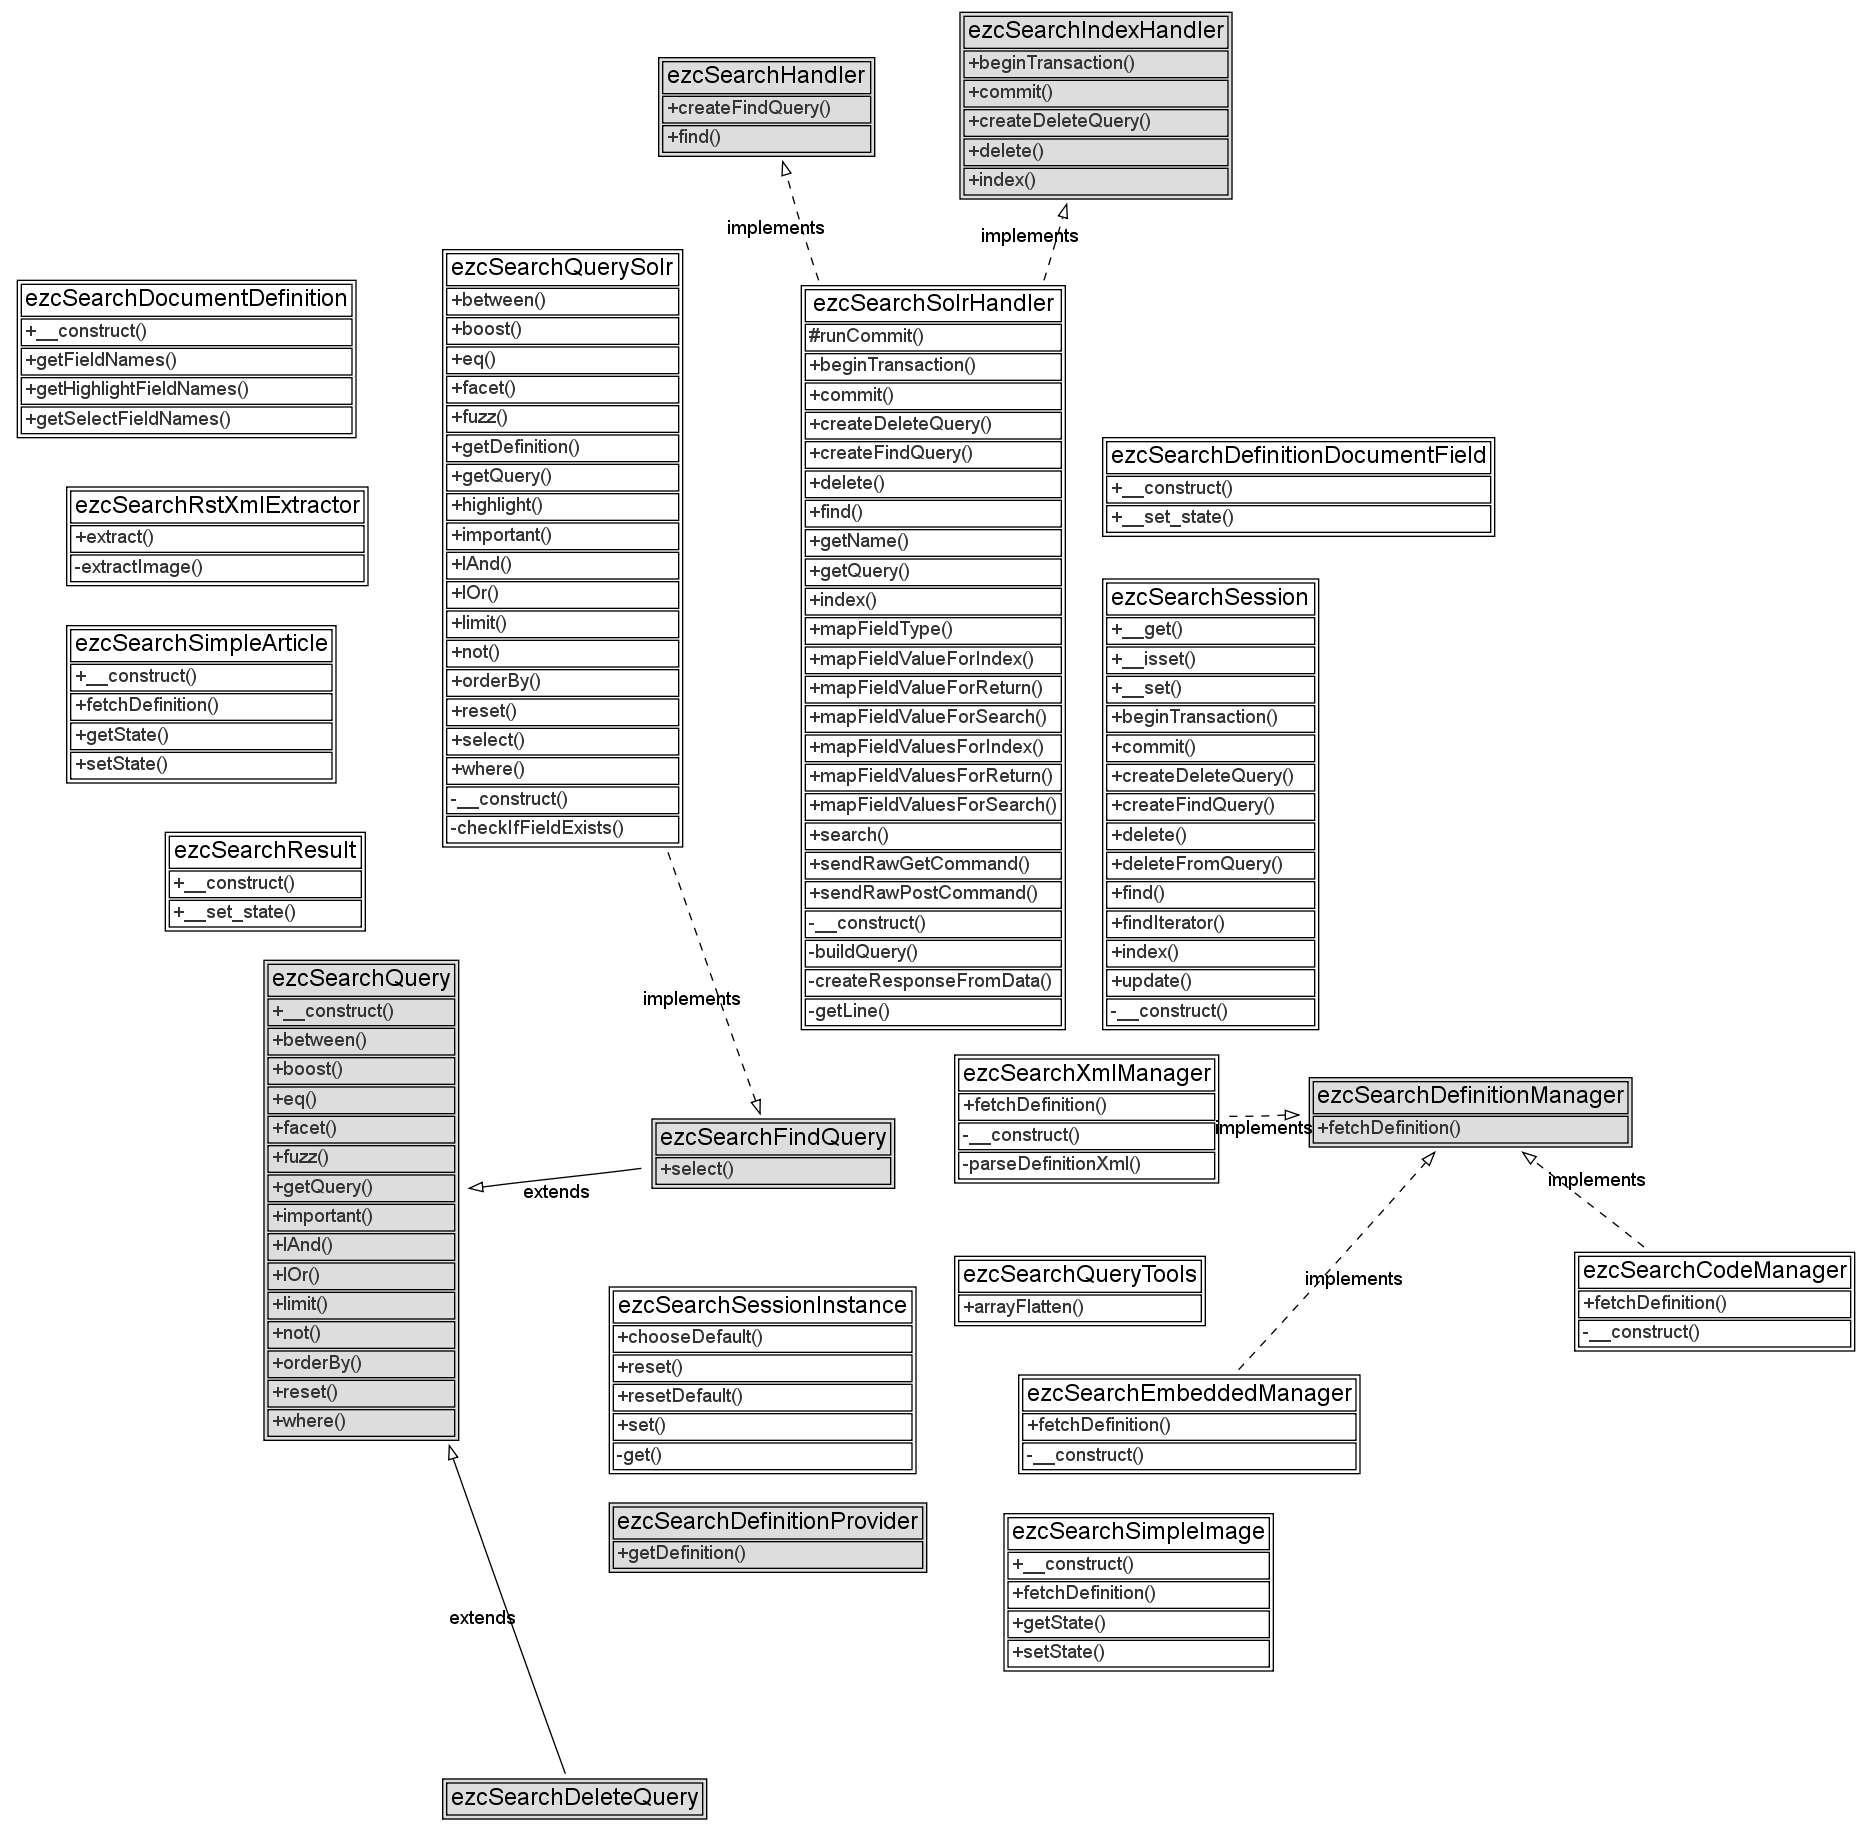 ezcSearchIndexHandler
+beginTransaction()
+commit()
+createDeleteQuery()
+delete()
+index()
ezcSearchHandler
+createFindQuery()
+find()
implements
implements
ezcSearchQuerySolr
+between()
+boost()
+eq()
+facet()
+fuzz()
+getDefinition()
+getQuery()
+highlight()
+important()
+lAnd()
+lOr()
+limit()
+not()
+orderBy()
+reset()
+select()
+where()
-__construct()
-checkIfFieldExists()
ezcSearchDocumentDefinition
+__construct()
+getFieldNames()
+getHighlightFieldNames()
+getSelectFieldNames()
ezcSearchSolrHandler
#runCommit()
+beginTransaction()
+commit()
+createDeleteQuery()
+createFindQuery()
+delete()
+find()
+getName()
+getQuery()
+index()
+mapFieldType()
+mapFieldValueForIndex()
+mapFieldValueForReturn()
+mapFieldValueForSearch()
+mapFieldValuesForIndex()
+mapFieldValuesForReturn()
+mapFieldValuesForSearch()
+search()
+sendRawGetCommand()
+sendRawPostCommand()
-__construct()
-buildQuery()
-createResponseFromData()
-getLine()
ezcSearchDefinitionDocumentField
+__construct()
+__set_state()
ezcSearchRstXmlExtractor
+extract()
-extractImage()
ezcSearchSession
+__get()
+__isset()
+__set()
+beginTransaction()
+commit()
+createDeleteQuery()
+createFindQuery()
+delete()
+deleteFromQuery()
+find()
+findIterator()
+index()
+update()
-__construct()
ezcSearchSimpleArticle
+__construct()
+fetchDefinition()
+getState()
+setState()
ezcSearchResult
+__construct()
+__set_state()
ezcSearchQuery
+__construct()
+between()
+boost()
+eq()
+facet()
+fuzz()
+getQuery()
+important()
+lAnd()
+lOr()
+limit()
+not()
+orderBy()
+reset()
+where()
implements
ezcSearchXmlManager
+fetchDefinition()
-__construct()
-parseDefinitionXml()
implements
ezcSearchDefinitionManager
+fetchDefinition()
ezcSearchFindQuery
+select()
extends
implements
implements
ezcSearchQueryTools
+arrayFlatten()
ezcSearchCodeManager
+fetchDefinition()
-__construct()
ezcSearchSessionInstance
+chooseDefault()
+reset()
+resetDefault()
+set()
-get()
ezcSearchEmbeddedManager
+fetchDefinition()
-__construct()
ezcSearchDefinitionProvider
+getDefinition()
ezcSearchSimpleImage
+__construct()
+fetchDefinition()
+getState()
+setState()
extends
ezcSearchDeleteQuery